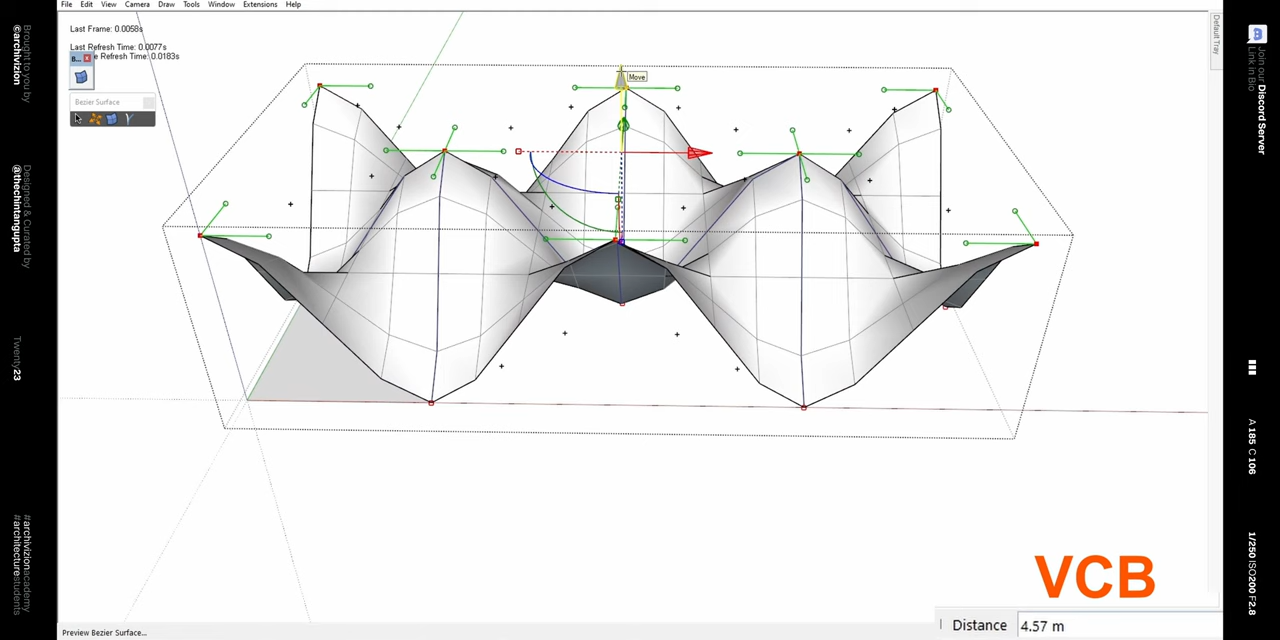 File Edit View Camera Draw Tools Window Extensions Help
Last Frame: 0.0058s
Last Refresh Time: 0.0077s
e Refresh Time: 0.0183s
B...
Move
Bezier Surface
Default Tray
Brought to you by
©archivizion
Designed & Curated by
@thechintangupta
Twenty23
#archivizionacademy
#architecturestudents
Join our Discord Server
Link in Bio
A 185 C 106
1/250 ISO200 F2.8
VCB
Distance 4.57 m
Preview Bezier Surface...